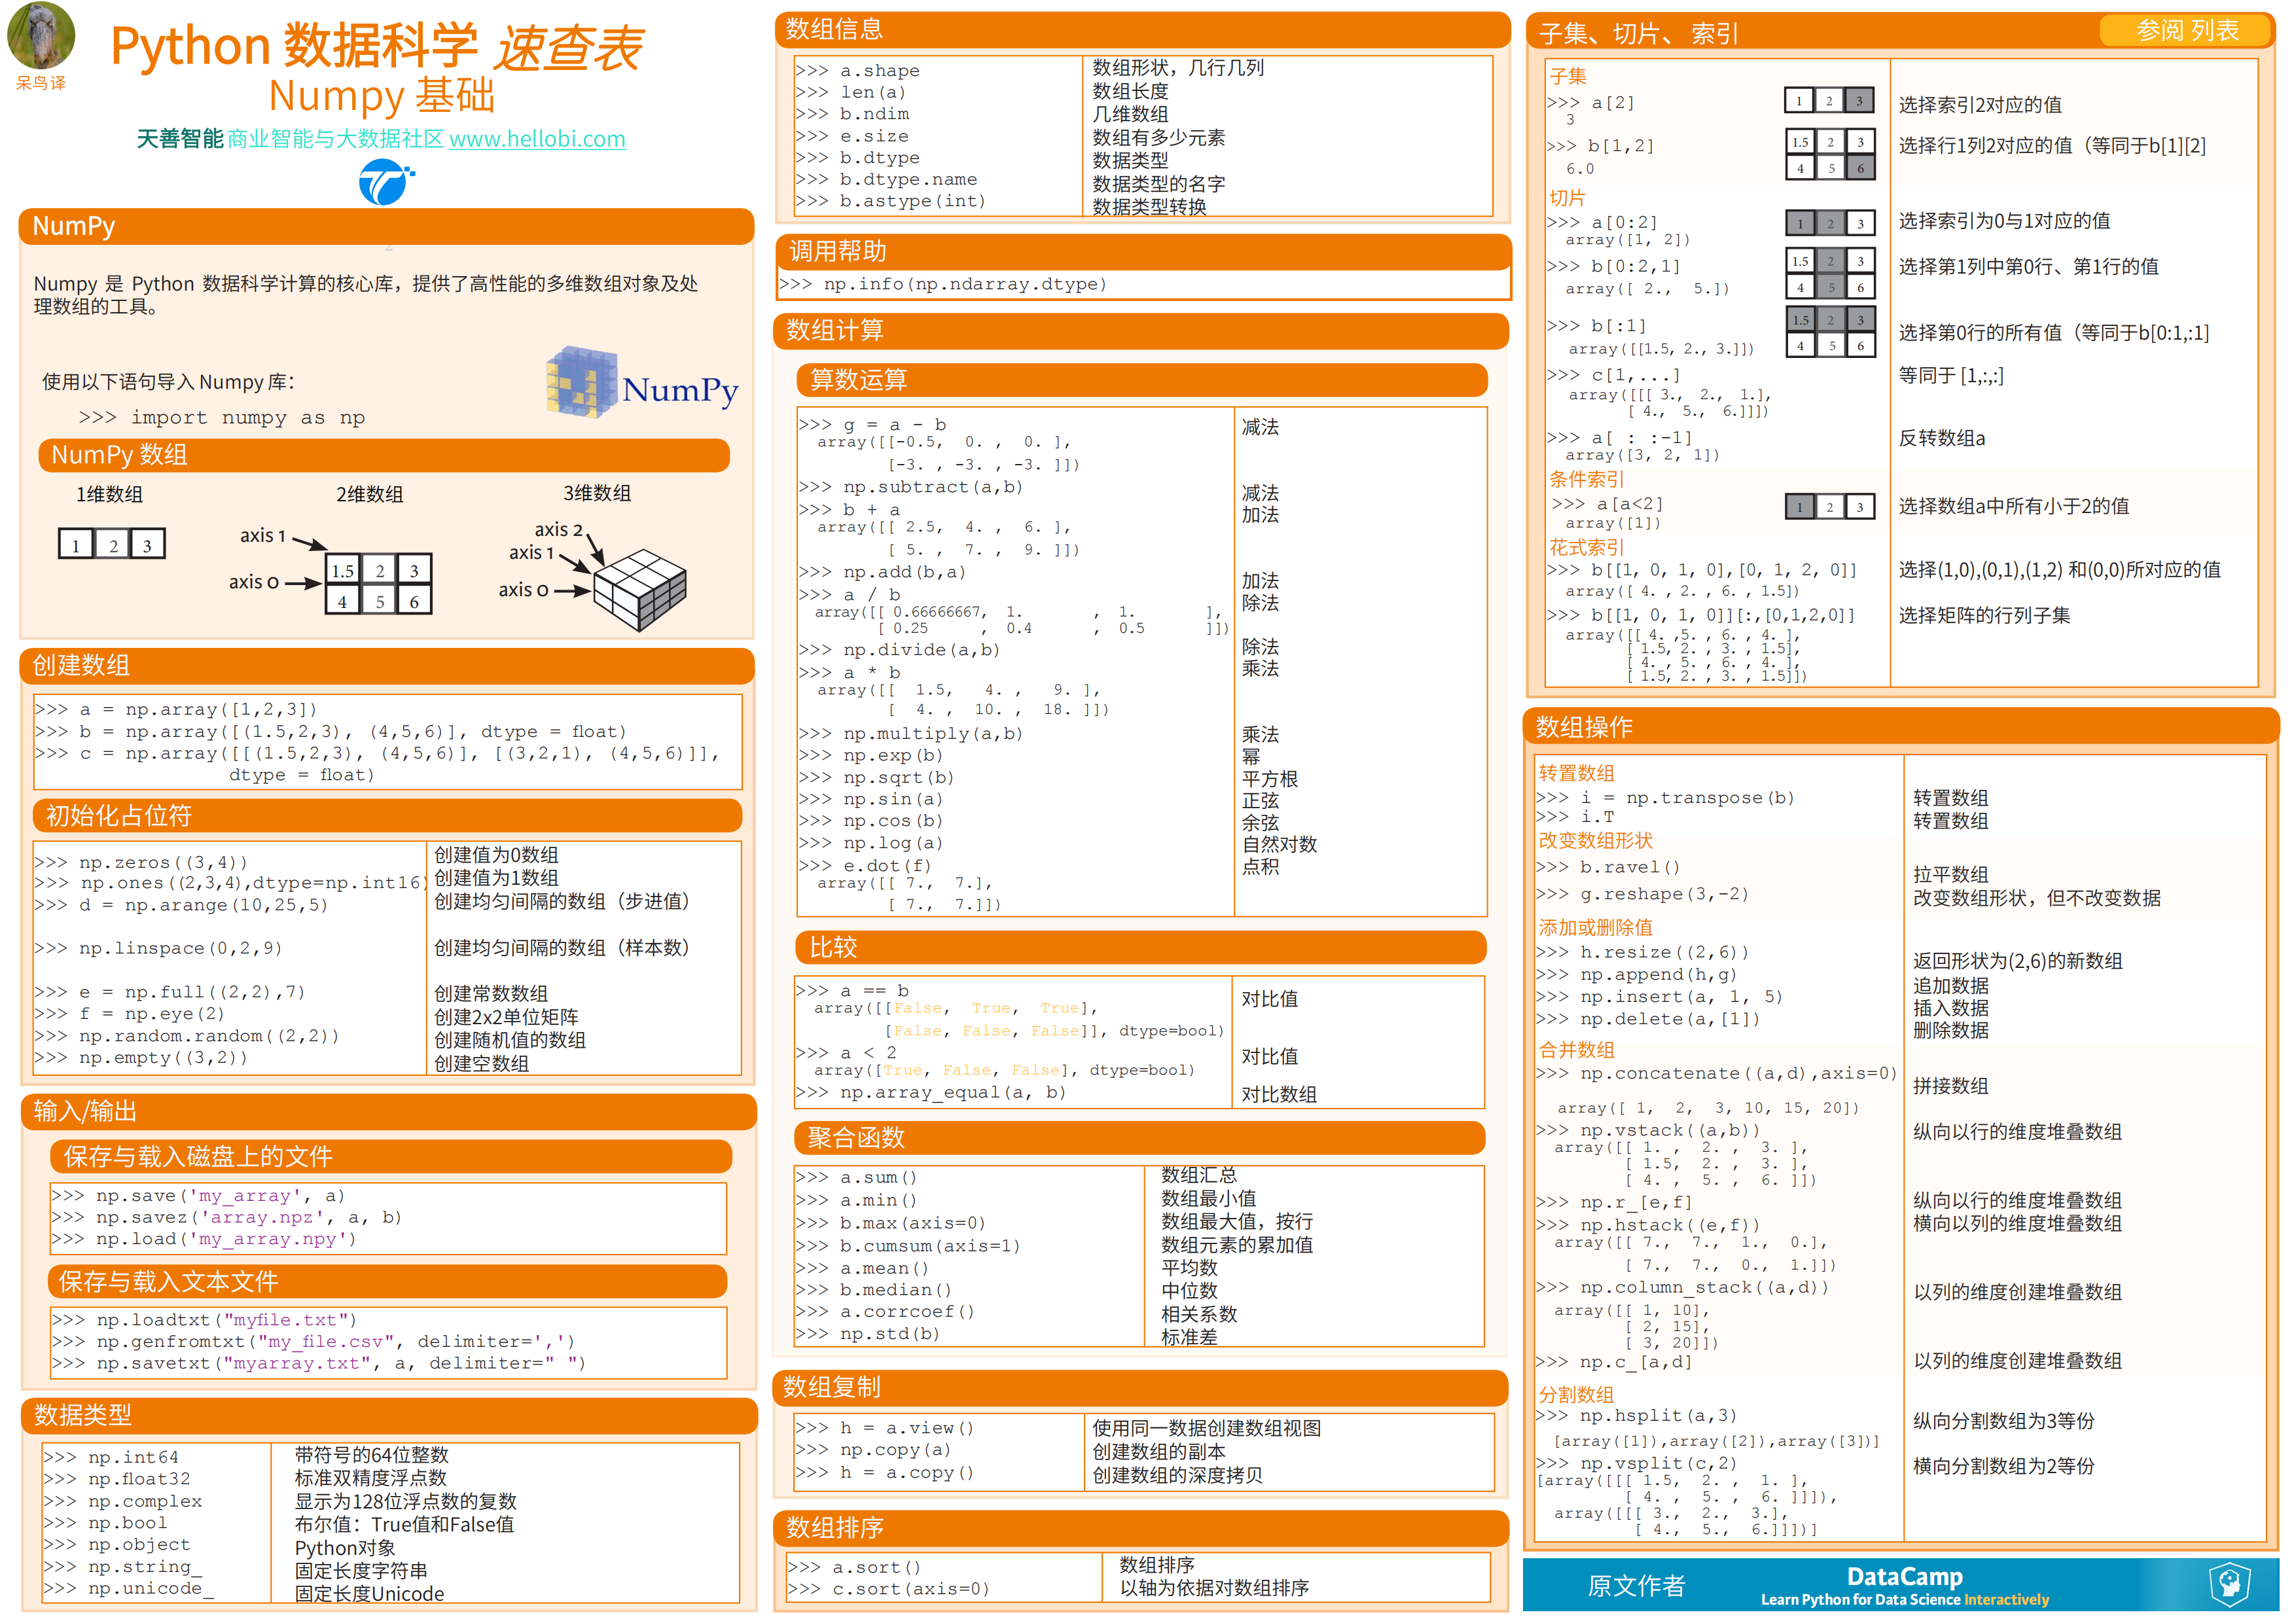 呆鸟译
Python 数据科学 速查表
Numpy 基础
天善智能 商业智能与大数据社区 www.hellobi.com
NumPy
2
Numpy 是 Python 数据科学计算的核心库，提供了高性能的多维数组对象及处
理数组的工具。
使用以下语句导入 Numpy 库：
>>> import numpy as np
NumPy
NumPy 数组
1维数组 2维数组 3维数组
1 2 3
axis 1
axis 0
1.5 2 3
4 5 6
axis 2
axis 1
axis 0
创建数组
>>> a = np.array([1,2,3])
>>> b = np.array([(1.5,2,3), (4,5,6)], dtype = float)
>>> c = np.array([[(1.5,2,3), (4,5,6)], [(3,2,1), (4,5,6)]],
dtype = float)
初始化占位符
>>> np.zeros((3,4)) 创建值为0数组
>>> np.ones((2,3,4),dtype=np.int16) 创建值为1数组
>>> d = np.arange(10,25,5) 创建均匀间隔的数组（步进值）
>>> np.linspace(0,2,9) 创建均匀间隔的数组（样本数）
>>> e = np.full((2,2),7) 创建常数数组
>>> f = np.eye(2) 创建2x2单位矩阵
>>> np.random.random((2,2)) 创建随机值的数组
>>> np.empty((3,2)) 创建空数组
输入/输出
保存与载入磁盘上的文件
>>> np.save('my_array', a)
>>> np.savez('array.npz', a, b)
>>> np.load('my_array.npy')
保存与载入文本文件
>>> np.loadtxt("myfile.txt")
>>> np.genfromtxt("my_file.csv", delimiter=',')
>>> np.savetxt("myarray.txt", a, delimiter=" ")
数据类型
>>> np.int64 带符号的64位整数
>>> np.float32 标准双精度浮点数
>>> np.complex 显示为128位浮点数的复数
>>> np.bool 布尔值：True值和False值
>>> np.object Python对象
>>> np.string_ 固定长度字符串
>>> np.unicode_ 固定长度Unicode
数组信息
>>> a.shape 数组形状，几行几列
>>> len(a) 数组长度
>>> b.ndim 几维数组
>>> e.size 数组有多少元素
>>> b.dtype 数据类型
>>> b.dtype.name 数据类型的名字
>>> b.astype(int) 数据类型转换
调用帮助
>>> np.info(np.ndarray.dtype)
数组计算
算数运算
>>> g = a - b 减法
array([[-0.5, 0. , 0. ],
[-3. , -3. , -3. ]])
>>> np.subtract(a,b) 减法
>>> b + a 加法
array([[ 2.5, 4. , 6. ],
[ 5. , 7. , 9. ]])
>>> np.add(b,a) 加法
>>> a / b 除法
array([[ 0.66666667, 1. , 1. ],
[ 0.25 , 0.4 , 0.5 ]])
>>> np.divide(a,b) 除法
>>> a * b 乘法
array([[ 1.5, 4. , 9. ],
[ 4. , 10. , 18. ]])
>>> np.multiply(a,b) 乘法
>>> np.exp(b) 幂
>>> np.sqrt(b) 平方根
>>> np.sin(a) 正弦
>>> np.cos(b) 余弦
>>> np.log(a) 自然对数
>>> e.dot(f) 点积
array([[ 7., 7.],
[ 7., 7.]])
比较
>>> a == b 对比值
array([[False, True, True],
[False, False, False]], dtype=bool)
>>> a < 2 对比值
array([True, False, False], dtype=bool)
>>> np.array_equal(a, b) 对比数组
聚合函数
>>> a.sum() 数组汇总
>>> a.min() 数组最小值
>>> b.max(axis=0) 数组最大值，按行
>>> b.cumsum(axis=1) 数组元素的累加值
>>> a.mean() 平均数
>>> b.median() 中位数
>>> a.corrcoef() 相关系数
>>> np.std(b) 标准差
数组复制
>>> h = a.view() 使用同一数据创建数组视图
>>> np.copy(a) 创建数组的副本
>>> h = a.copy() 创建数组的深度拷贝
数组排序
>>> a.sort() 数组排序
>>> c.sort(axis=0) 以轴为依据对数组排序
子集、切片、 索引 参阅 列表
子集
>>> a[2] 1 2 3 选择索引2对应的值
3
>>> b[1,2] 1.5 2 3 选择行1列2对应的值（等同于b[1][2]
6.0 4 5 6
切片
>>> a[0:2] 1 2 3 选择索引为0与1对应的值
array([1, 2])
>>> b[0:2,1] 1.5 2 3 选择第1列中第0行、第1行的值
array([ 2., 5.]) 4 5 6
>>> b[:1] 1.5 2 3 选择第0行的所有值（等同于b[0:1,:1]
array([[1.5, 2., 3.]]) 4 5 6
>>> c[1,...] 等同于 [1,:,:]
array([[[ 3., 2., 1.],
[ 4., 5., 6.]]])
>>> a[ : :-1] 反转数组a
array([3, 2, 1])
条件索引
>>> a[a<2] 1 2 3 选择数组a中所有小于2的值
array([1])
花式索引
>>> b[[1, 0, 1, 0],[0, 1, 2, 0]] 选择(1,0),(0,1),(1,2) 和(0,0)所对应的值
array([ 4. , 2. , 6. , 1.5])
>>> b[[1, 0, 1, 0]][:,[0,1,2,0]] 选择矩阵的行列子集
array([[ 4. ,5. , 6. , 4. ],
[ 1.5, 2. , 3. , 1.5],
[ 4. , 5. , 6. , 4. ],
[ 1.5, 2. , 3. , 1.5]])
数组操作
转置数组
>>> i = np.transpose(b) 转置数组
>>> i.T 转置数组
改变数组形状
>>> b.ravel() 拉平数组
>>> g.reshape(3,-2) 改变数组形状，但不改变数据
添加或删除值
>>> h.resize((2,6)) 返回形状为(2,6)的新数组
>>> np.append(h,g) 追加数据
>>> np.insert(a, 1, 5) 插入数据
>>> np.delete(a,[1]) 删除数据
合并数组
>>> np.concatenate((a,d),axis=0) 拼接数组
array([ 1, 2, 3, 10, 15, 20])
>>> np.vstack((a,b)) 纵向以行的维度堆叠数组
array([[ 1. , 2. , 3. ],
[ 1.5, 2. , 3. ],
[ 4. , 5. , 6. ]])
>>> np.r_[e,f] 纵向以行的维度堆叠数组
>>> np.hstack((e,f)) 横向以列的维度堆叠数组
array([[ 7., 7., 1., 0.],
[ 7., 7., 0., 1.]])
>>> np.column_stack((a,d)) 以列的维度创建堆叠数组
array([[ 1, 10],
[ 2, 15],
[ 3, 20]])
>>> np.c_[a,d] 以列的维度创建堆叠数组
分割数组
>>> np.hsplit(a,3) 纵向分割数组为3等份
[array([1]),array([2]),array([3])]
>>> np.vsplit(c,2) 横向分割数组为2等份
[array([[[ 1.5, 2. , 1. ],
[ 4. , 5. , 6. ]]]),
array([[[ 3., 2., 3.],
[ 4., 5., 6.]]])]
原文作者
DataCamp
Learn Python for Data Science Interactively